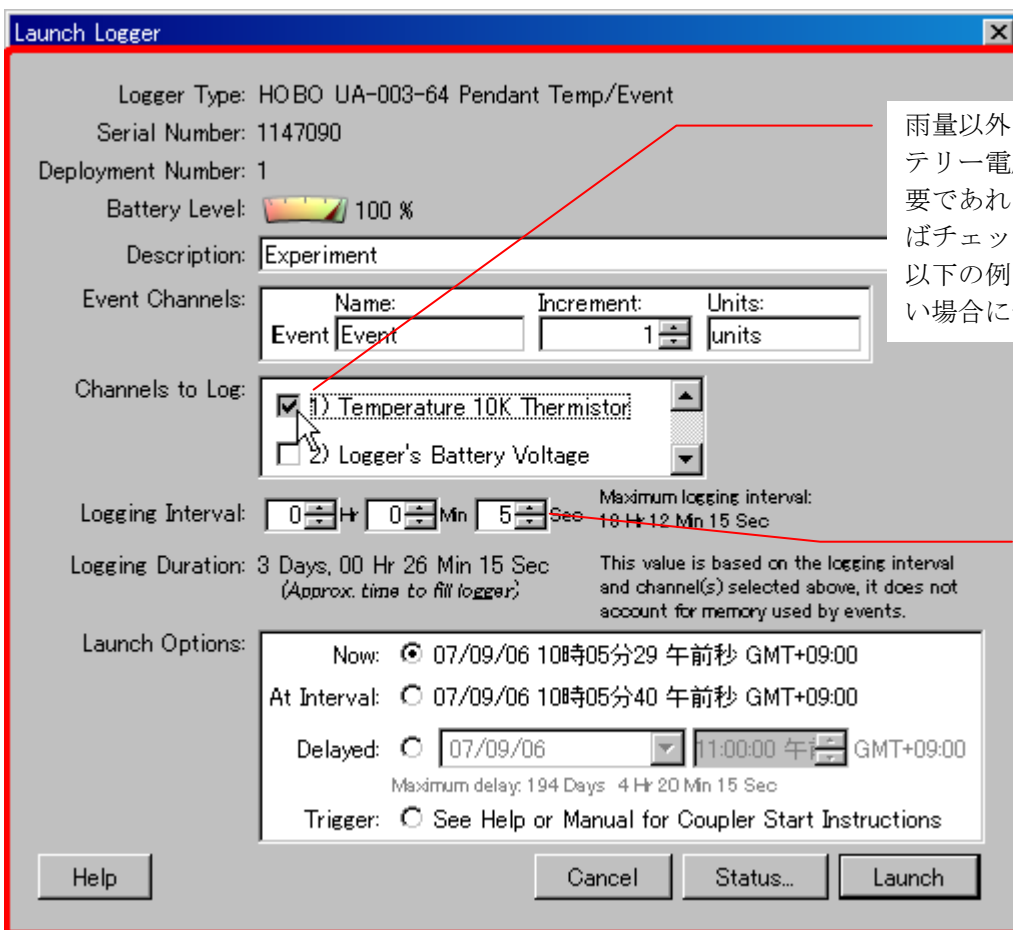 Launch Logger
Logger Type: HOBO UA-003-64 Pendant Temp/Event
Serial Number: 1147090
Deployment Number: 1
Battery Level: 100 %
Description: Experiment
Event Channels: Name: Increment: Units:
Event Event 1 units
Channels to Log: 1) Temperature 10K Thermistor
2) Logger's Battery Voltage
Logging Interval: 0 Hr 0 Min 5 Sec
Maximum logging interval:
18 Hr 12 Min 15 Sec
Logging Duration: 3 Days, 00 Hr 26 Min 15 Sec
(Approx. time to fill logger)
This value is based on the logging interval
and channel(s) selected above, it does not
account for memory used by events.
Launch Options: Now: 07/09/06 10時05分29 午前秒 GMT+09:00
At Interval: 07/09/06 10時05分40 午前秒 GMT+09:00
Delayed: 07/09/06 11:00:00 午前 GMT+09:00
Maximum delay: 194 Days 4 Hr 20 Min 15 Sec
Trigger: See Help or Manual for Coupler Start Instructions
Help Cancel Status... Launch
雨量以外
テリー電
要であれ
ばチェッ
以下の例
い場合に